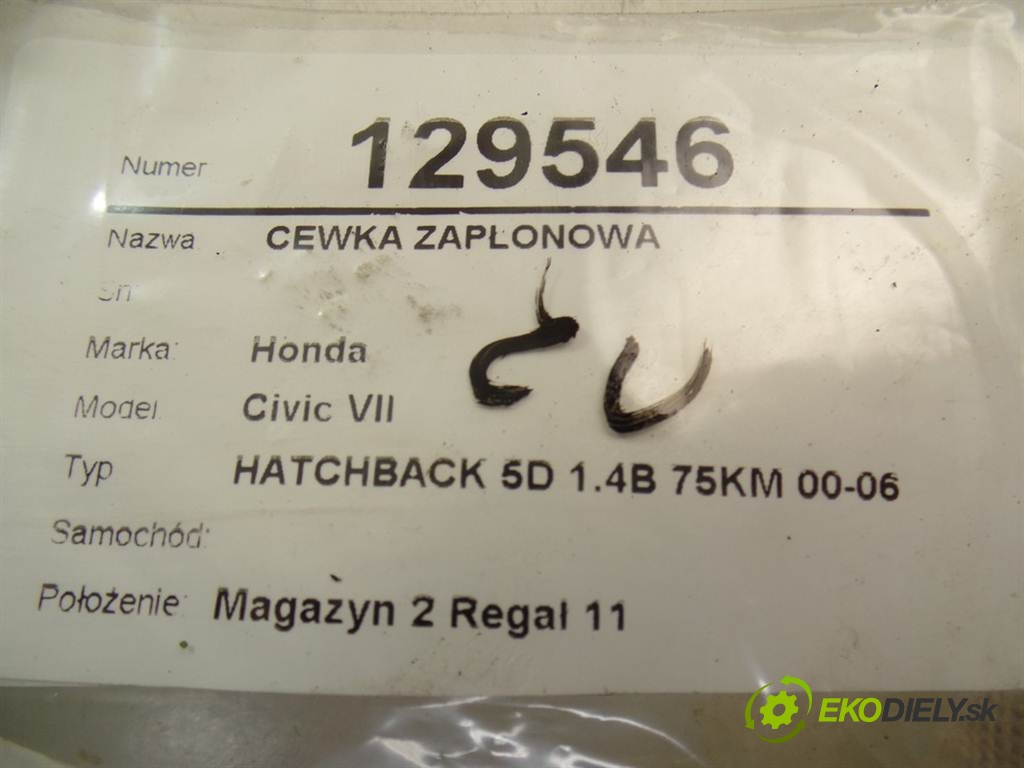 Numer 129546
Nazwa CEWKA ZAPŁONOWA
Sn:
Marka: Honda
Model Civic VII
Typ HATCHBACK 5D 1.4B 75KM 00-06
Samochód:
Położenie: Magazyn 2 Regał 11
EKODIELY.sk